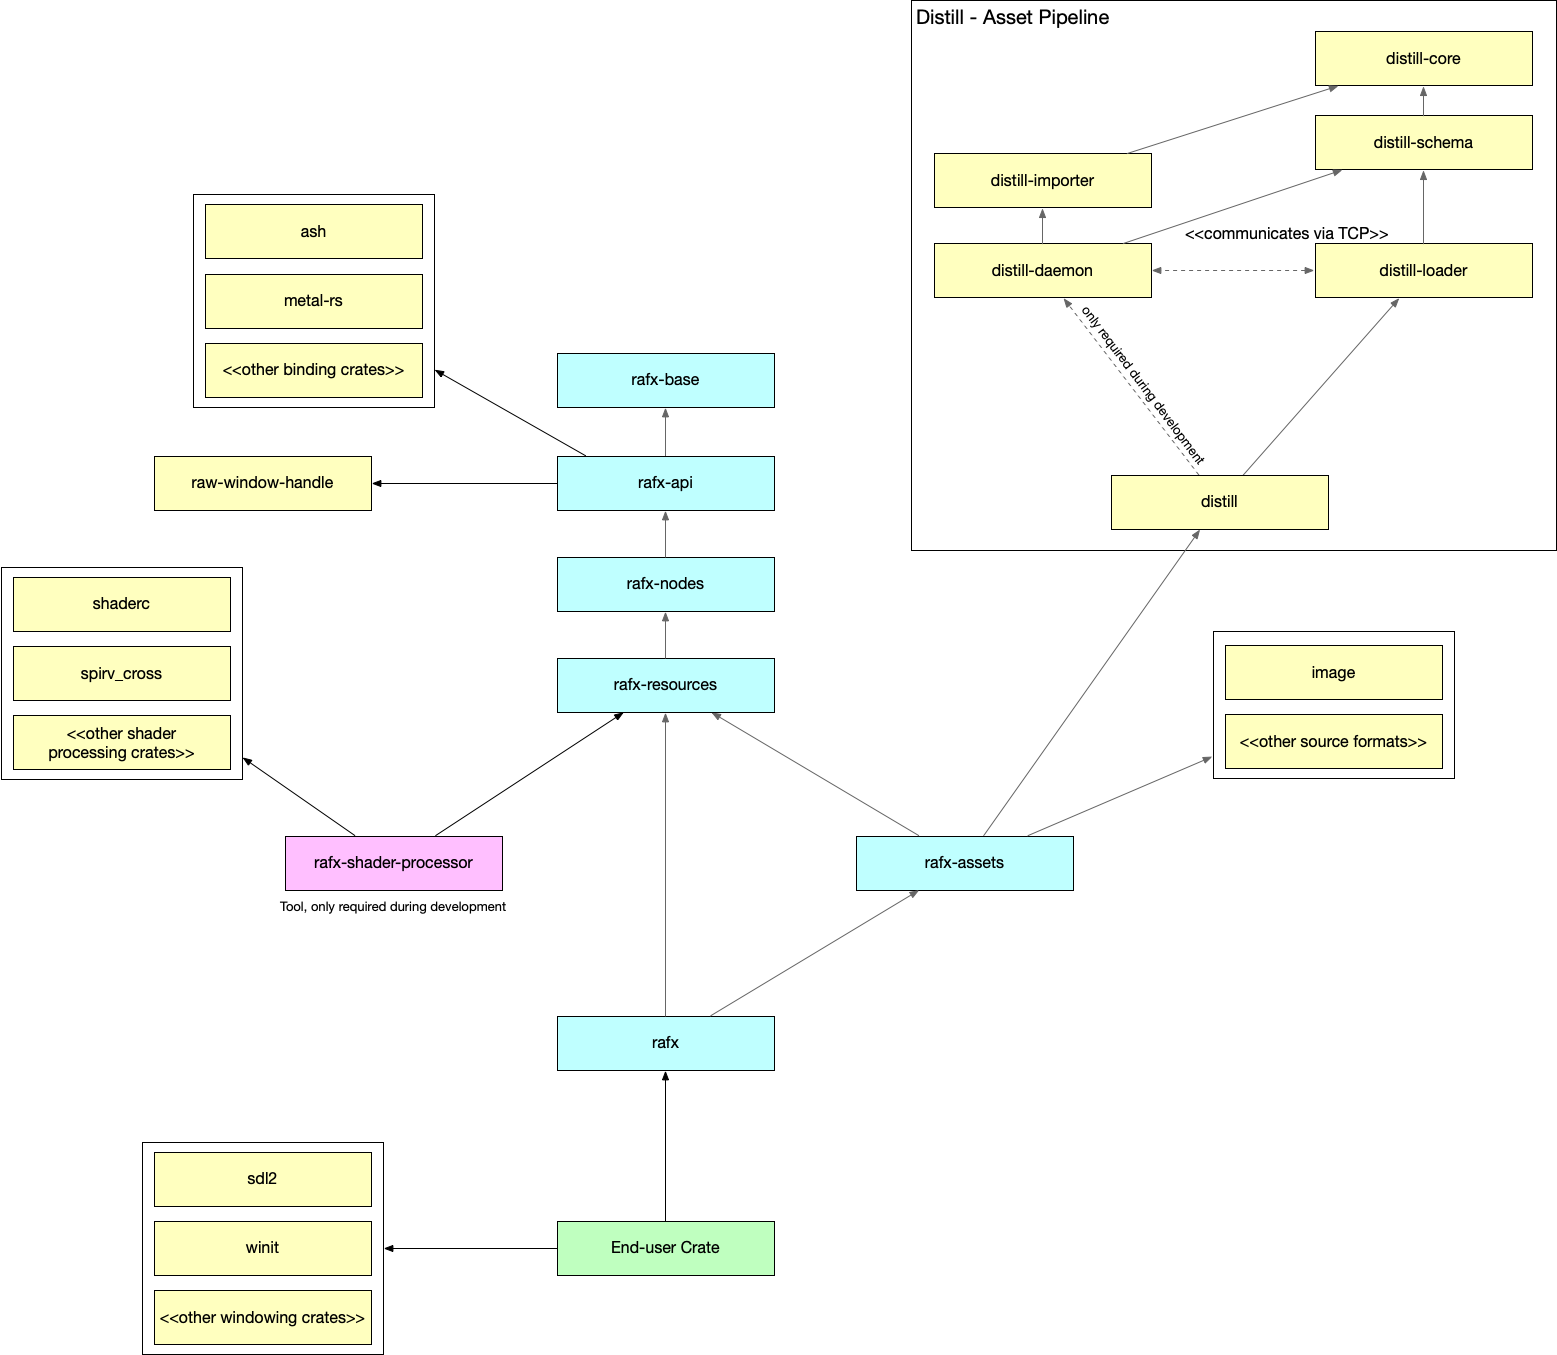 Distill - Asset Pipeline
distill-core
distill-schema
distill-importer
<<communicates via TCP>>
distill-daemon
distill-loader
only required during development
distill
ash
metal-rs
<<other binding crates>>
rafx-base
raw-window-handle
rafx-api
rafx-nodes
shaderc
spirv_cross
<<other shader
processing crates>>
rafx-resources
image
<<other source formats>>
rafx-shader-processor
Tool, only required during development
rafx-assets
rafx
sdl2
winit
<<other windowing crates>>
End-user Crate